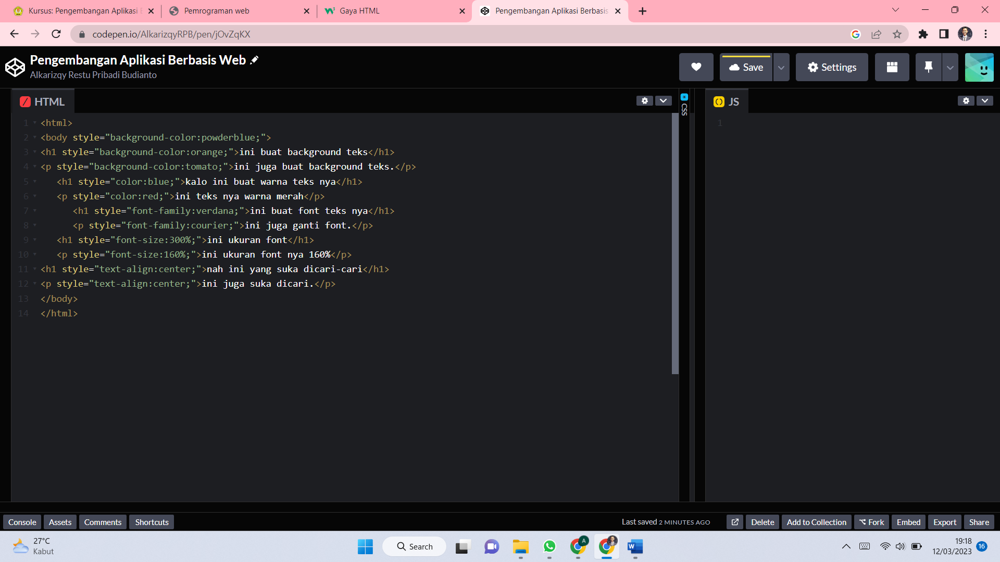 Kursus: Pengembangan Aplikasi B
Pemrograman web
Gaya HTML
Pengembangan Aplikasi Berbasis
codepen.io/AlkarizqyRPB/pen/jOvZqKX
Pengembangan Aplikasi Berbasis Web
Alkarizqy Restu Pribadi Budianto
Save
Settings
HTML
CSS
JS
1 <html>
2 <body style="background-color:powderblue;">
3 <h1 style="background-color:orange;">ini buat background teks</h1>
4 <p style="background-color:tomato;">ini juga buat background teks.</p>
5 <h1 style="color:blue;">kalo ini buat warna teks nya</h1>
6 <p style="color:red;">ini teks nya warna merah</p>
7 <h1 style="font-family:verdana;">ini buat font teks nya</h1>
8 <p style="font-family:courier;">ini juga ganti font.</p>
9 <h1 style="font-size:300%;">ini ukuran font</h1>
10 <p style="font-size:160%;">ini ukuran font nya 160%</p>
11 <h1 style="text-align:center;">nah ini yang suka dicari-cari</h1>
12 <p style="text-align:center;">ini juga suka dicari.</p>
13 </body>
14 </html>
1
Console Assets Comments Shortcuts
Last saved 2 MINUTES AGO
Delete Add to Collection Fork Embed Export Share
27°C
Kabut
Search
A
19:18
12/03/2023
16